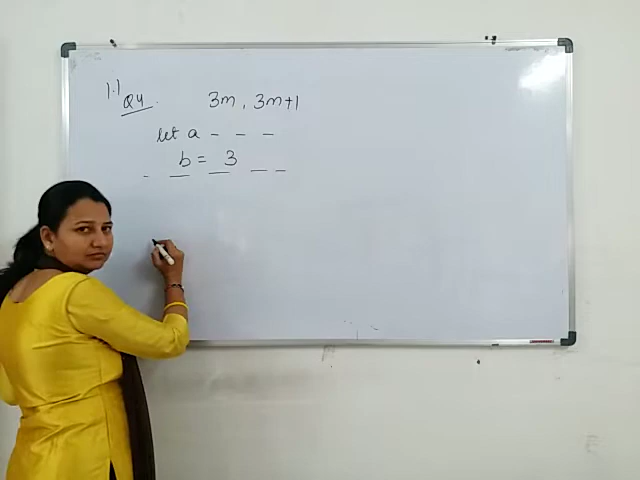 1.1
Q4. 3m, 3m+1
let a - - -
b = 3
- — — — —